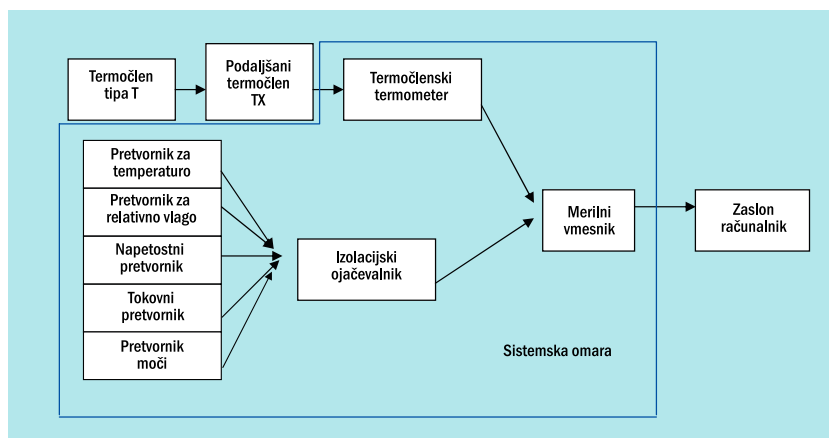 Termočlen
tipa T
Podaljšani
termočlen
TX
Termočlenski
termometer
Pretvornik za
temperaturo
Pretvornik za
relativno vlago
Napetostni
pretvornik
Tokovni
pretvornik
Pretvornik
moči
Izolacijski
ojačevalnik
Merilni
vmesnik
Zaslon
računalnik
Sistemska omara